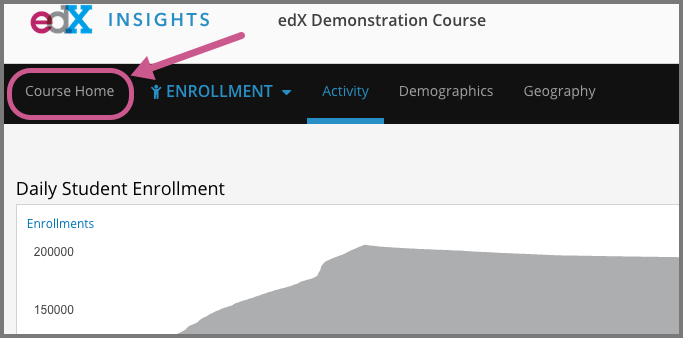 edX INSIGHTS edX Demonstration Course
Course Home ENROLLMENT Activity Demographics Geography
Daily Student Enrollment
Enrollments
200000
150000